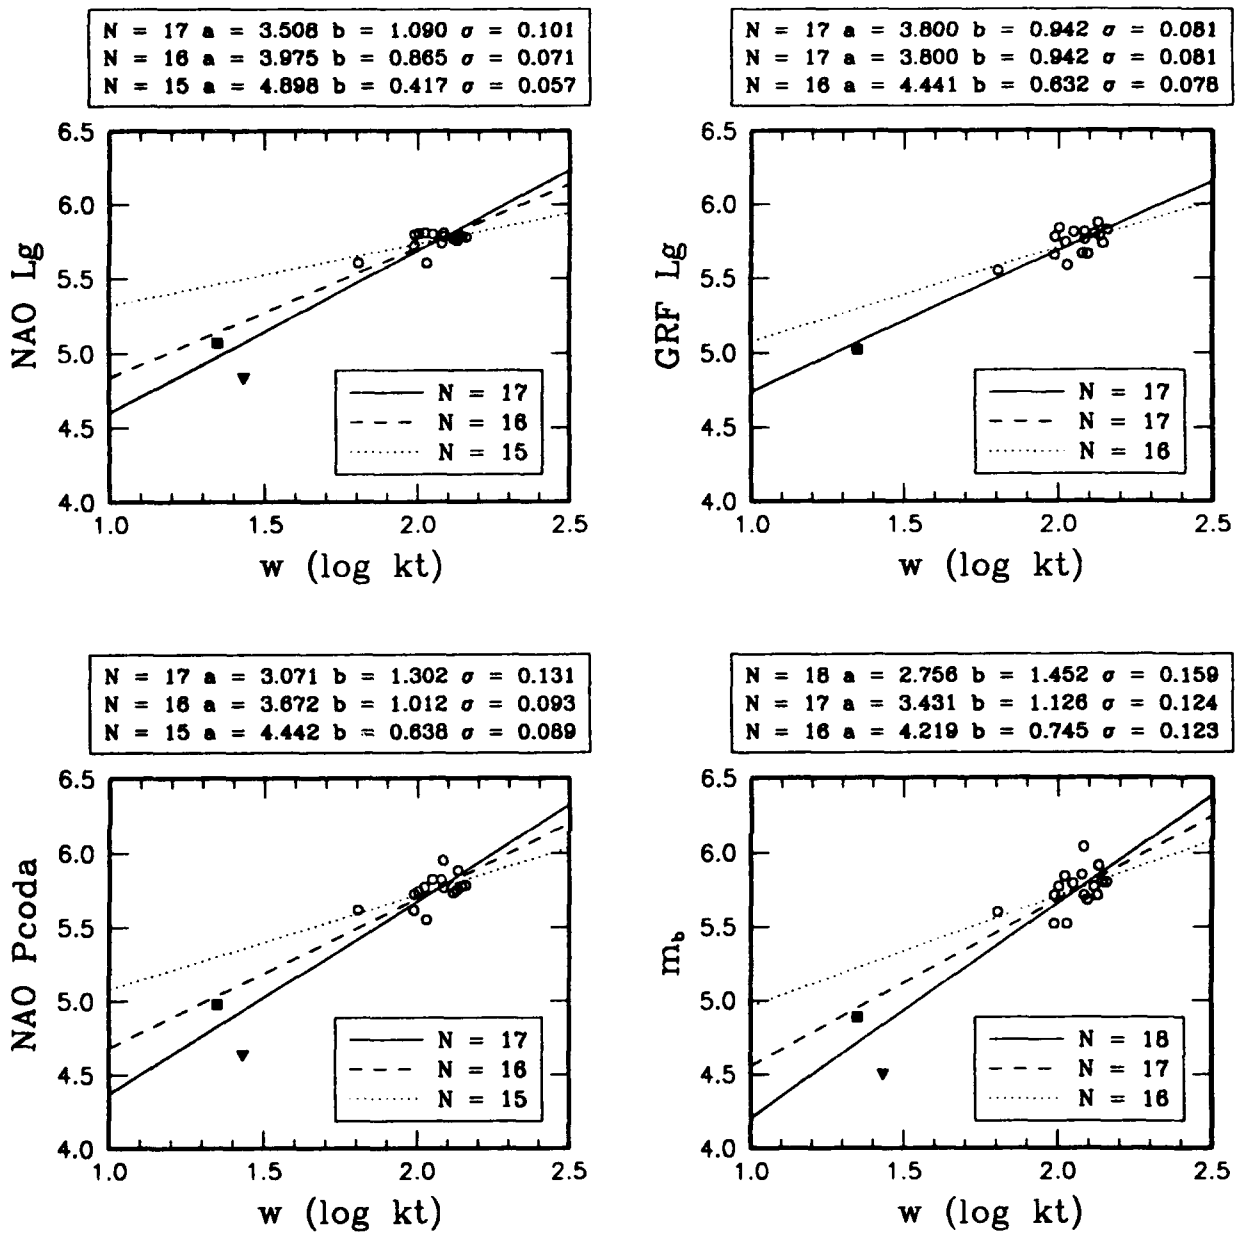 N = 17 a = 3.508 b = 1.090 σ = 0.101
N = 16 a = 3.975 b = 0.865 σ = 0.071
N = 15 a = 4.898 b = 0.417 σ = 0.057
6.5
6.0
5.5
5.0
4.5
4.0
NAO Lg
N = 17
N = 16
N = 15
1.0 1.5 2.0 2.5
w (log kt)
N = 17 a = 3.800 b = 0.942 σ = 0.081
N = 17 a = 3.800 b = 0.942 σ = 0.081
N = 16 a = 4.441 b = 0.632 σ = 0.078
6.5
6.0
5.5
5.0
4.5
4.0
GRF Lg
N = 17
N = 17
N = 16
1.0 1.5 2.0 2.5
w (log kt)
N = 17 a = 3.071 b = 1.302 σ = 0.131
N = 16 a = 3.672 b = 1.012 σ = 0.093
N = 15 a = 4.442 b = 0.638 σ = 0.089
6.5
6.0
5.5
5.0
4.5
4.0
NAO Pcoda
N = 17
N = 16
N = 15
1.0 1.5 2.0 2.5
w (log kt)
N = 18 a = 2.756 b = 1.452 σ = 0.159
N = 17 a = 3.431 b = 1.126 σ = 0.124
N = 16 a = 4.219 b = 0.745 σ = 0.123
6.5
6.0
5.5
5.0
4.5
4.0
m_b
N = 18
N = 17
N = 16
1.0 1.5 2.0 2.5
w (log kt)